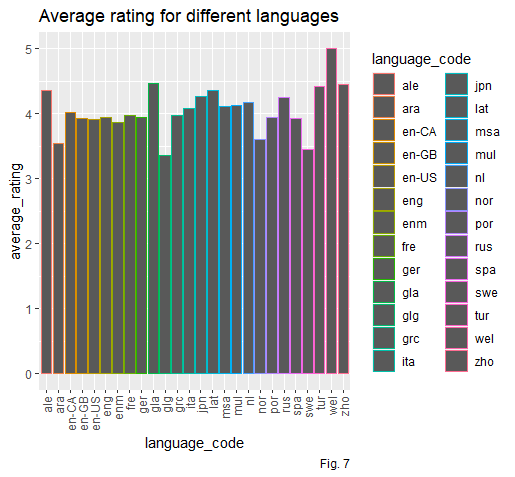 Average rating for different languages
average_rating
5
4
3
2
1
0
ale
ara
en-CA
en-GB
en-US
eng
enm
fre
ger
gla
glg
grc
ita
jpn
lat
msa
mul
nl
nor
por
rus
spa
swe
tur
wel
zho
language_code
language_code
ale
ara
en-CA
en-GB
en-US
eng
enm
fre
ger
gla
glg
grc
ita
jpn
lat
msa
mul
nl
nor
por
rus
spa
swe
tur
wel
zho
Fig. 7